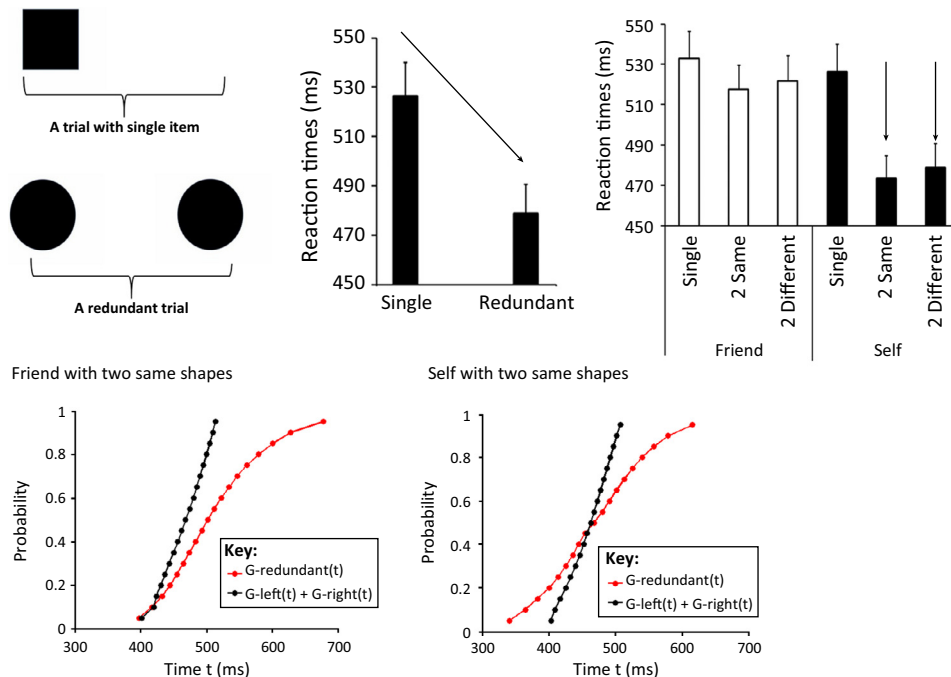 A trial with single item
A redundant trial
Reaction times (ms)
550
530
510
490
470
450
Single
Redundant
Reaction times (ms)
550
530
510
490
470
450
Single
2 Same
2 Different
Single
2 Same
2 Different
Friend
Self
Friend with two same shapes
Probability
1
0.8
0.6
0.4
0.2
0
300
400
500
600
700
Time t (ms)
Key:
G-redundant(t)
G-left(t) + G-right(t)
Self with two same shapes
Probability
1
0.8
0.6
0.4
0.2
0
300
400
500
600
700
Time t (ms)
Key:
G-redundant(t)
G-left(t) + G-right(t)